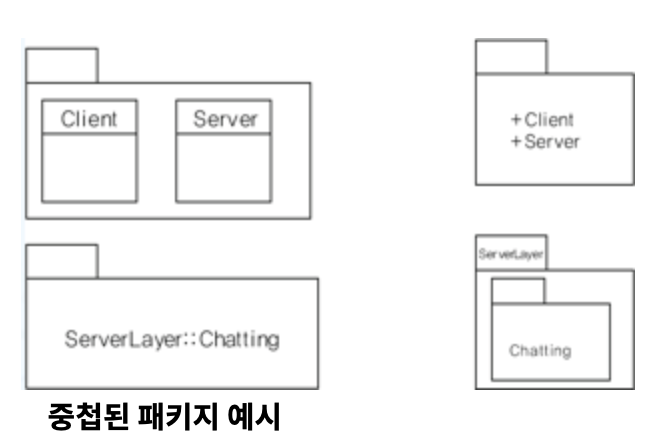 Client
Server
+Client
+Server
ServerLayer::Chatting
ServerLayer
Chatting
중첩된 패키지 예시